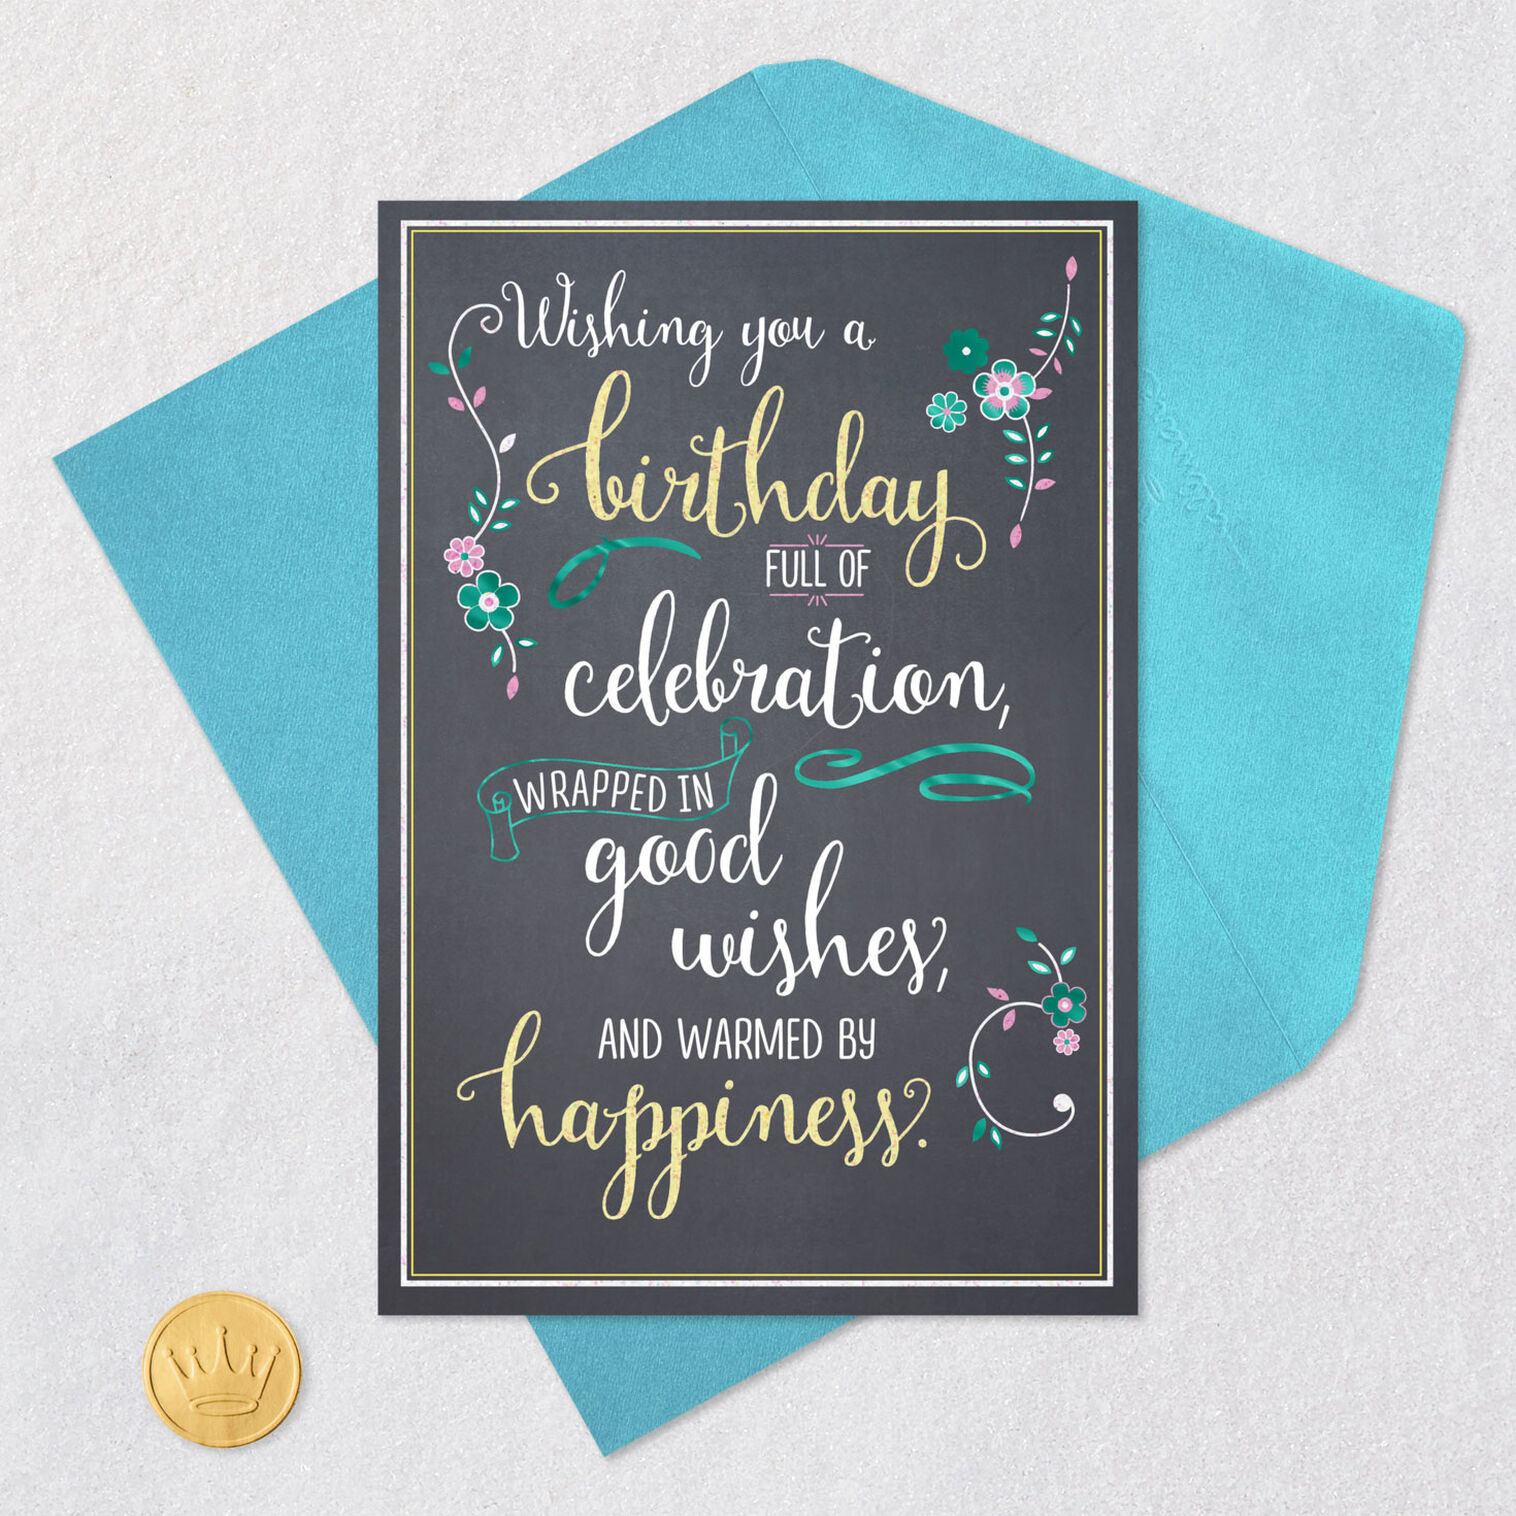 Wishing you a
birthday
FULL OF
celebration,
WRAPPED IN
good
wishes,
AND WARMED BY
happiness.